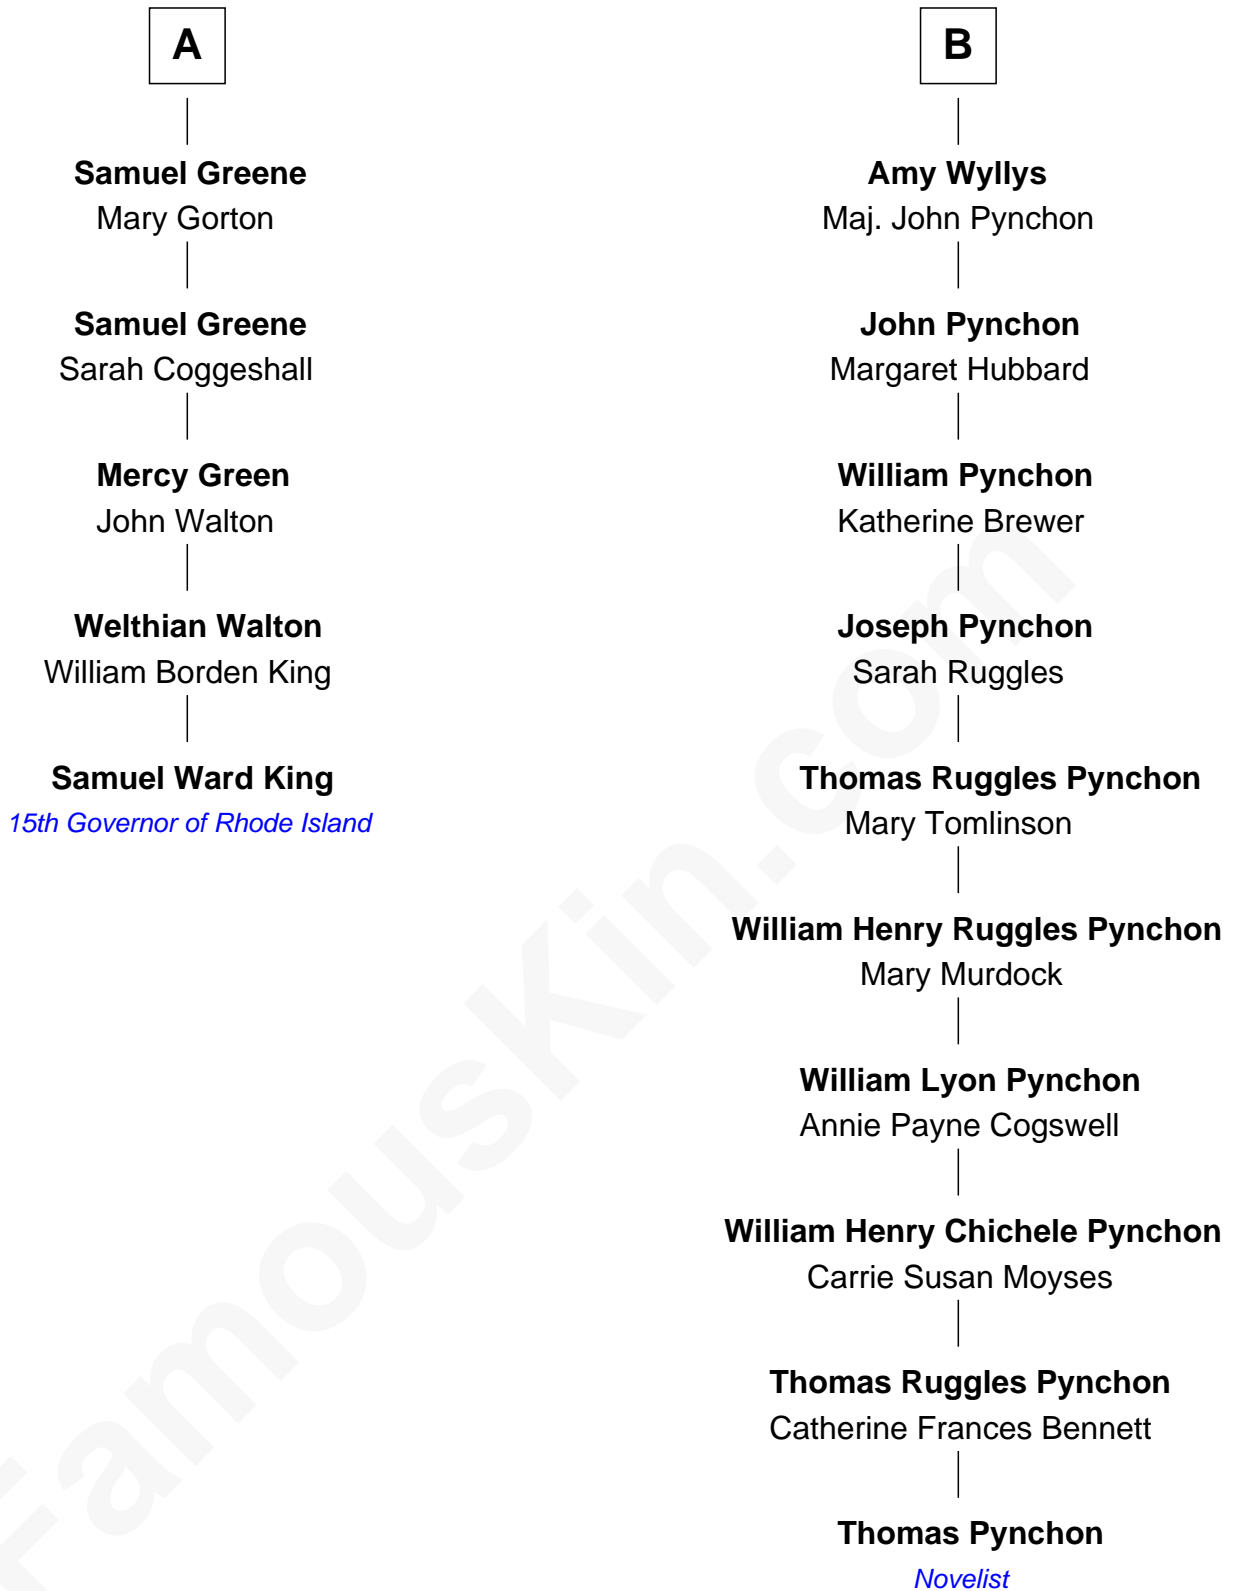 A
Samuel Greene
Mary Gorton
Samuel Greene
Sarah Coggeshall
Mercy Green
John Walton
Welthian Walton
William Borden King
Samuel Ward King
15th Governor of Rhode Island
B
Amy Wyllys
Maj. John Pynchon
John Pynchon
Margaret Hubbard
William Pynchon
Katherine Brewer
Joseph Pynchon
Sarah Ruggles
Thomas Ruggles Pynchon
Mary Tomlinson
William Henry Ruggles Pynchon
Mary Murdock
William Lyon Pynchon
Annie Payne Cogswell
William Henry Chichele Pynchon
Carrie Susan Moyses
Thomas Ruggles Pynchon
Catherine Frances Bennett
Thomas Pynchon
Novelist
FamousKin.com